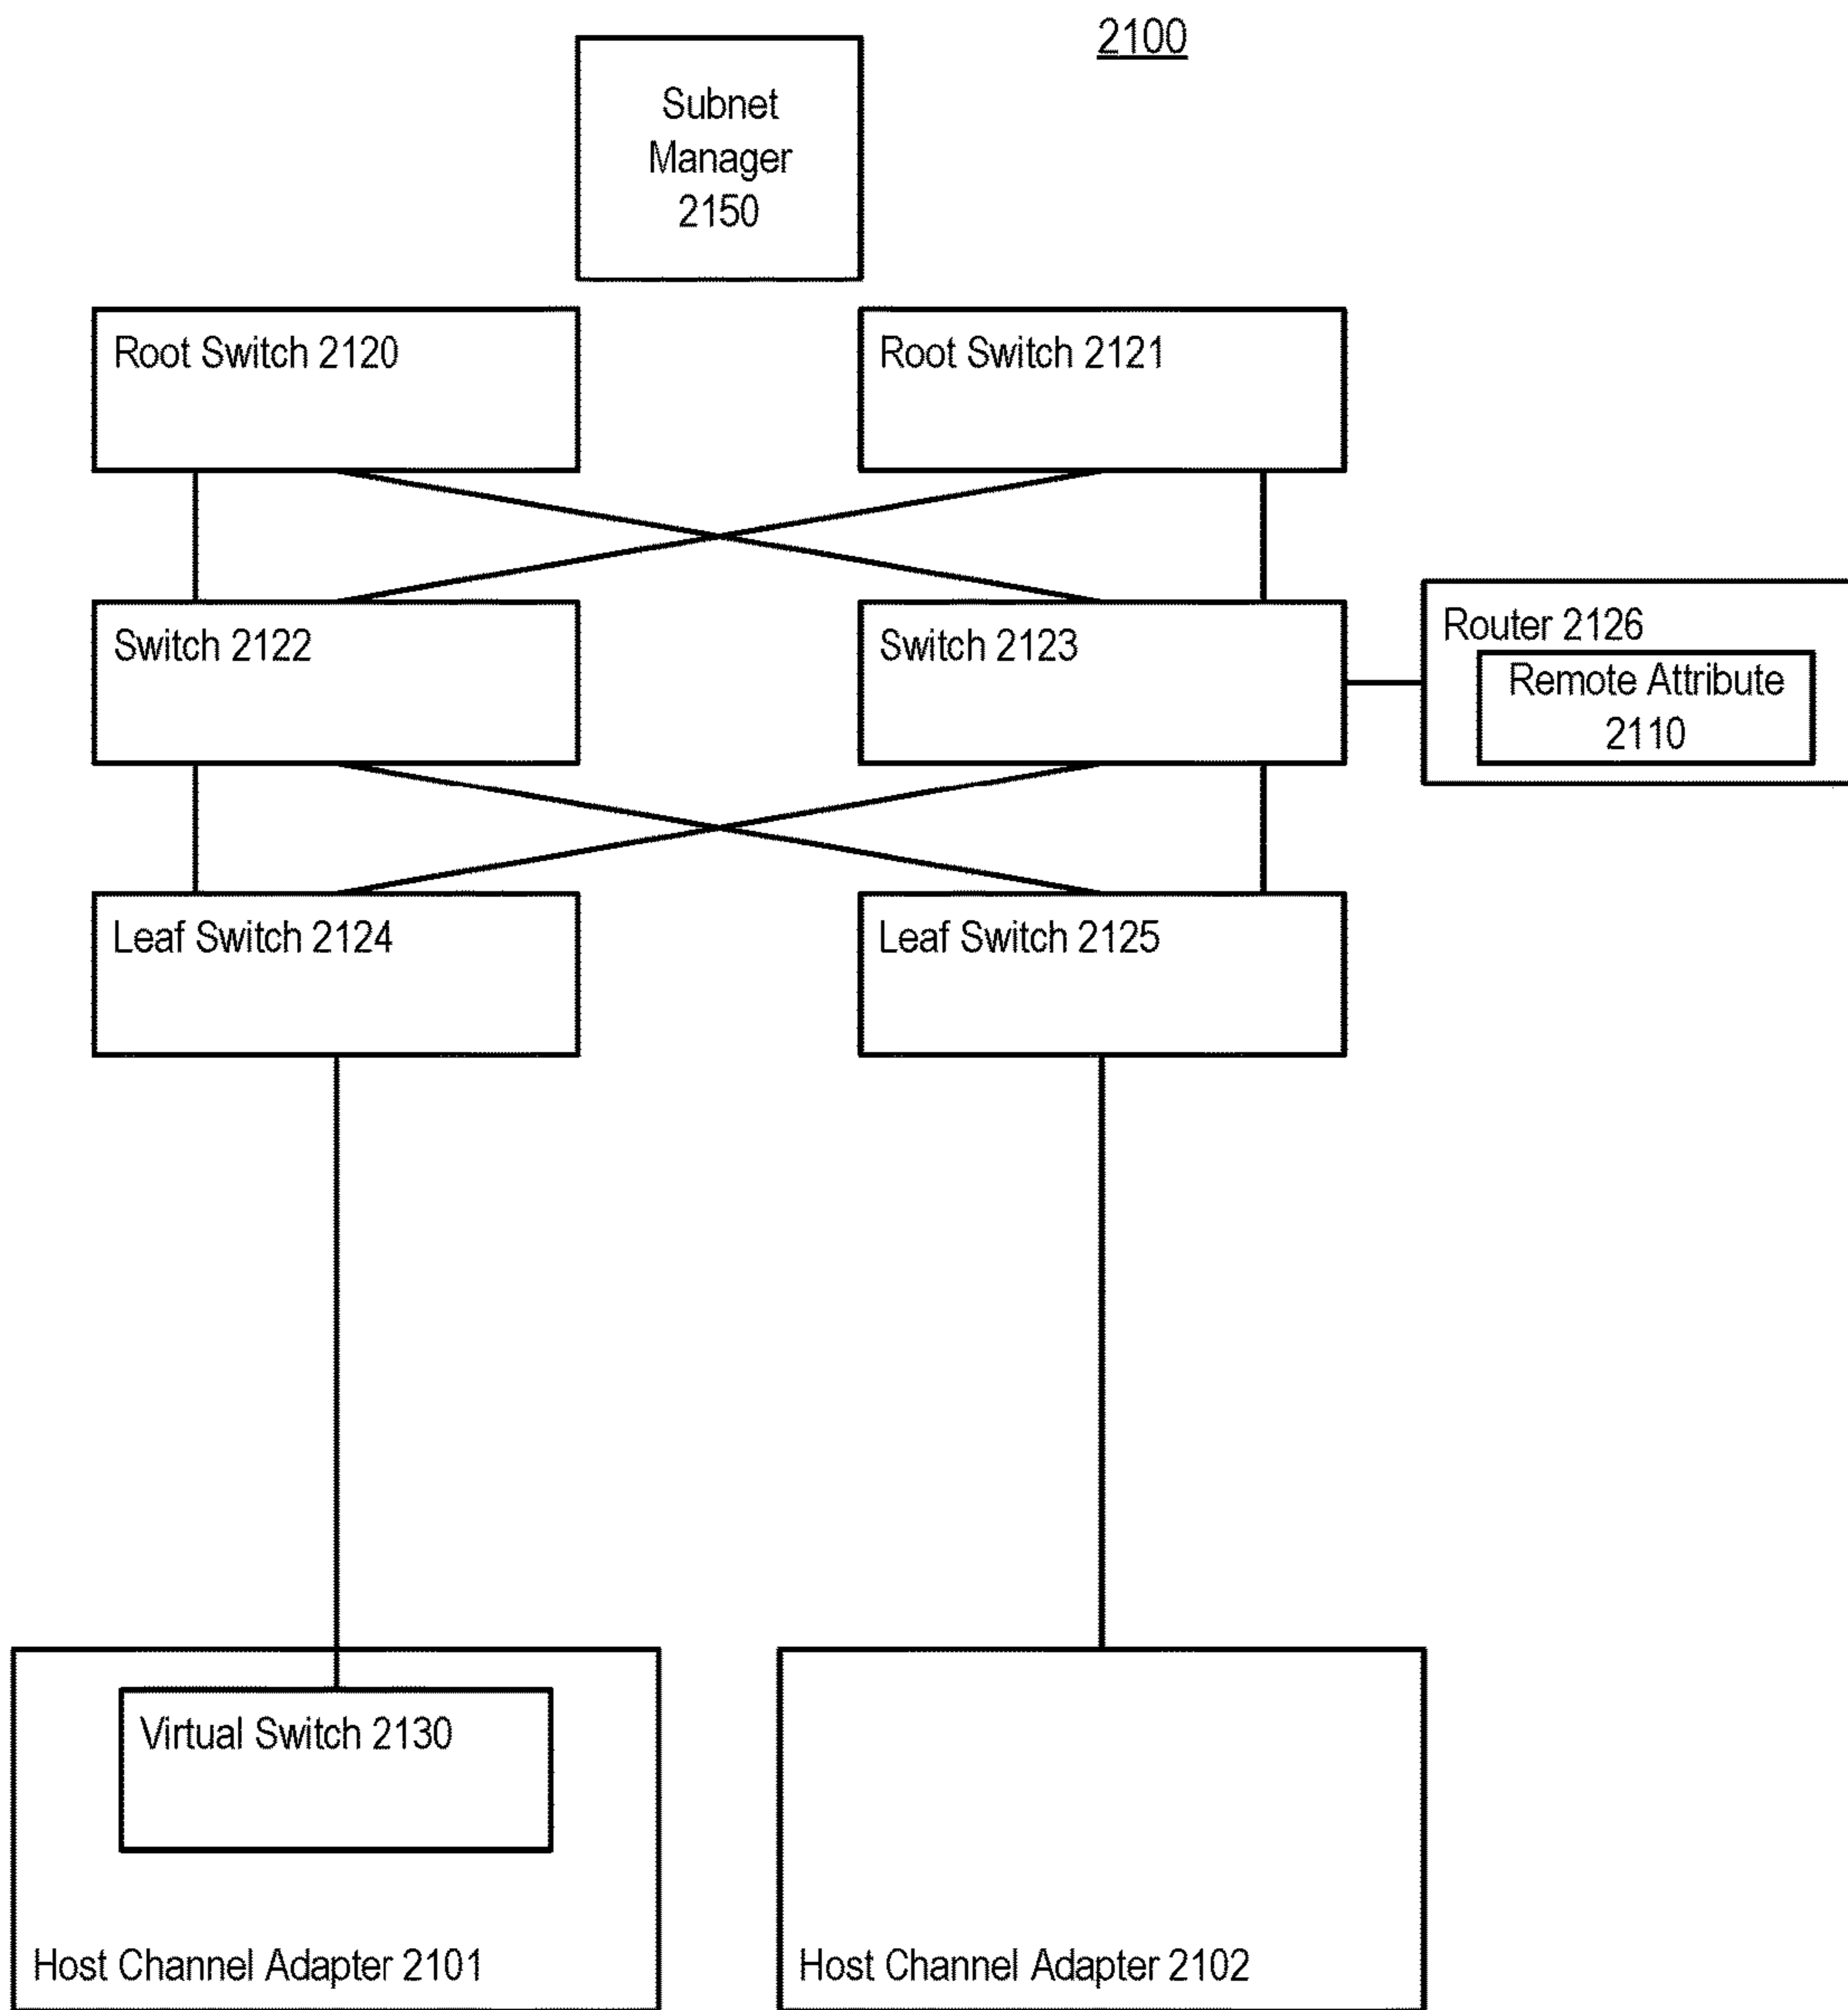 2100
Subnet
Manager
2150
Root Switch 2120
Root Switch 2121
Switch 2122
Switch 2123
Router 2126
Remote Attribute
2110
Leaf Switch 2124
Leaf Switch 2125
Virtual Switch 2130
Host Channel Adapter 2101
Host Channel Adapter 2102